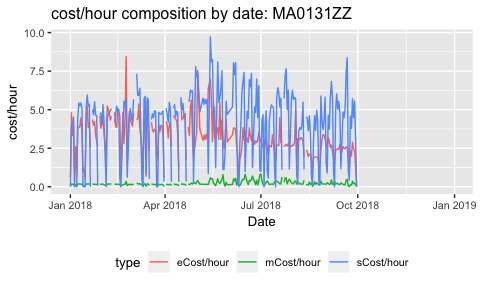 cost/hour composition by date: MA0131ZZ
10.0
7.5
5.0
2.5
0.0
cost/hour
Jan 2018 Apr 2018 Jul 2018 Oct 2018 Jan 2019
Date
type eCost/hour mCost/hour sCost/hour